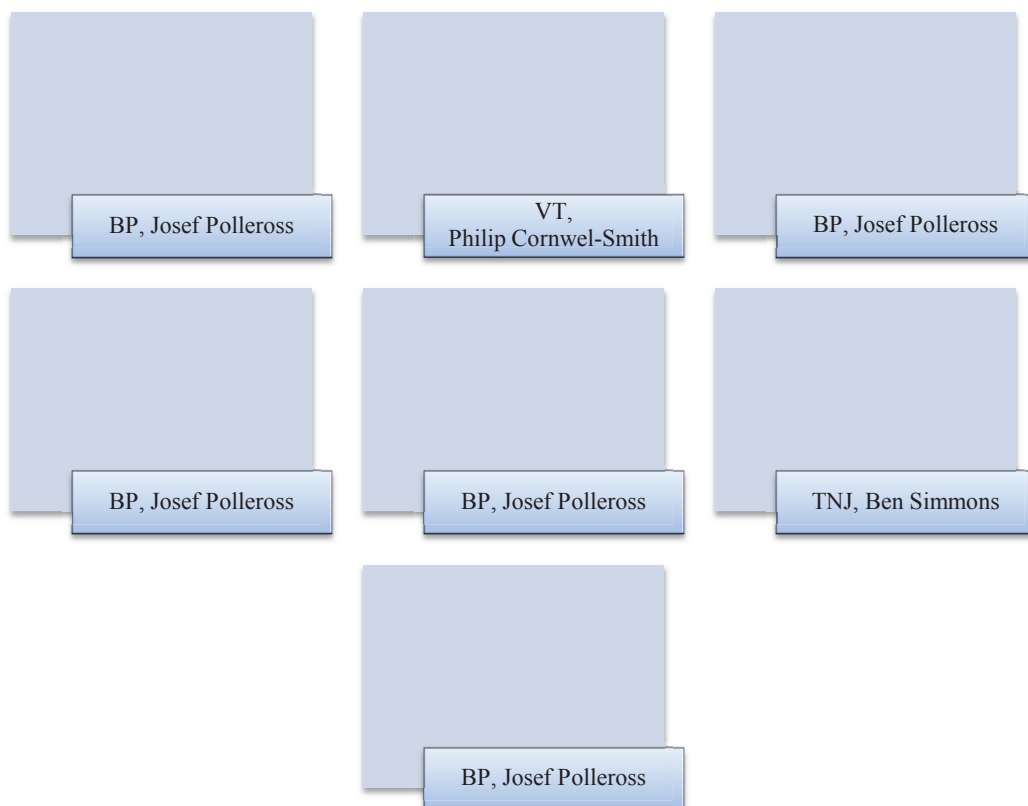 BP, Josef Polleross
VT,
Philip Cornwel-Smith
BP, Josef Polleross
BP, Josef Polleross
BP, Josef Polleross
TNJ, Ben Simmons
BP, Josef Polleross